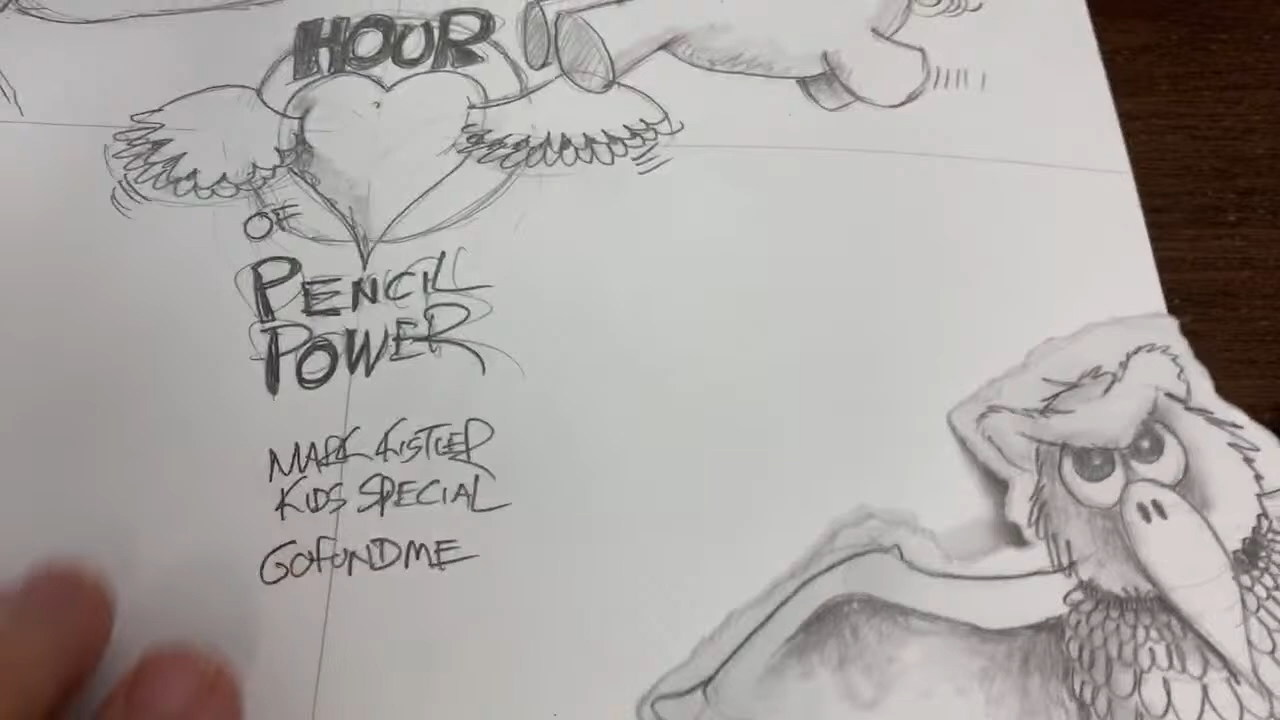 HOUR
OF
PENCIL
POWER
MARK KISTLER
KIDS SPECIAL
GOFUNDME